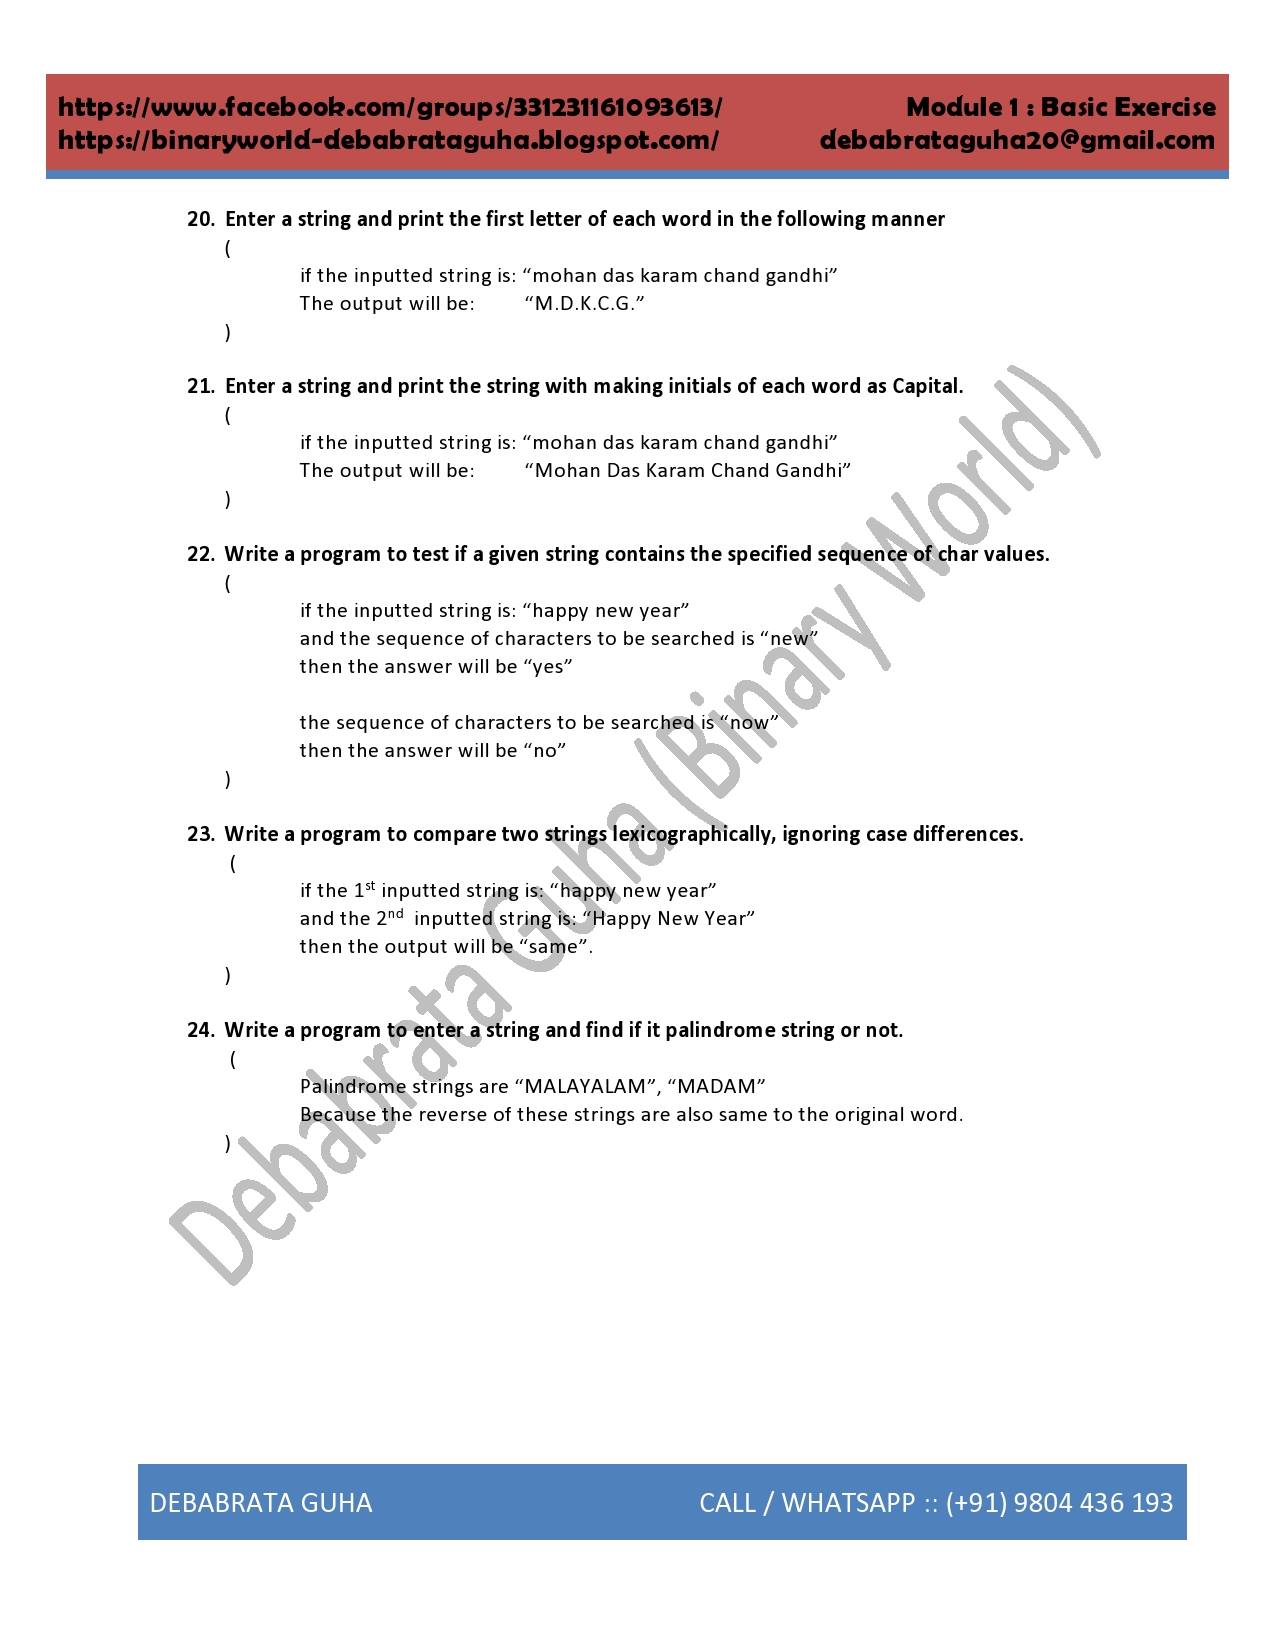 https://www.facebook.com/groups/331231161093613/ Module 1 : Basic Exercise
https://binaryworld-debabrataguha.blogspot.com/ debabrataguha20@gmail.com
20. Enter a string and print the first letter of each word in the following manner
(
if the inputted string is: “mohan das karam chand gandhi”
The output will be: “M.D.K.C.G.”
)
21. Enter a string and print the string with making initials of each word as Capital.
(
if the inputted string is: “mohan das karam chand gandhi”
The output will be: “Mohan Das Karam Chand Gandhi”
)
22. Write a program to test if a given string contains the specified sequence of char values.
(
if the inputted string is: “happy new year”
and the sequence of characters to be searched is “new”
then the answer will be “yes”
the sequence of characters to be searched is “now”
then the answer will be “no”
)
23. Write a program to compare two strings lexicographically, ignoring case differences.
(
if the 1st inputted string is: “happy new year”
and the 2nd inputted string is: “Happy New Year”
then the output will be “same”.
)
24. Write a program to enter a string and find if it palindrome string or not.
(
Palindrome strings are “MALAYALAM”, “MADAM”
Because the reverse of these strings are also same to the original word.
)
Debabrata Guha (Binary World)
DEBABRATA GUHA CALL / WHATSAPP :: (+91) 9804 436 193